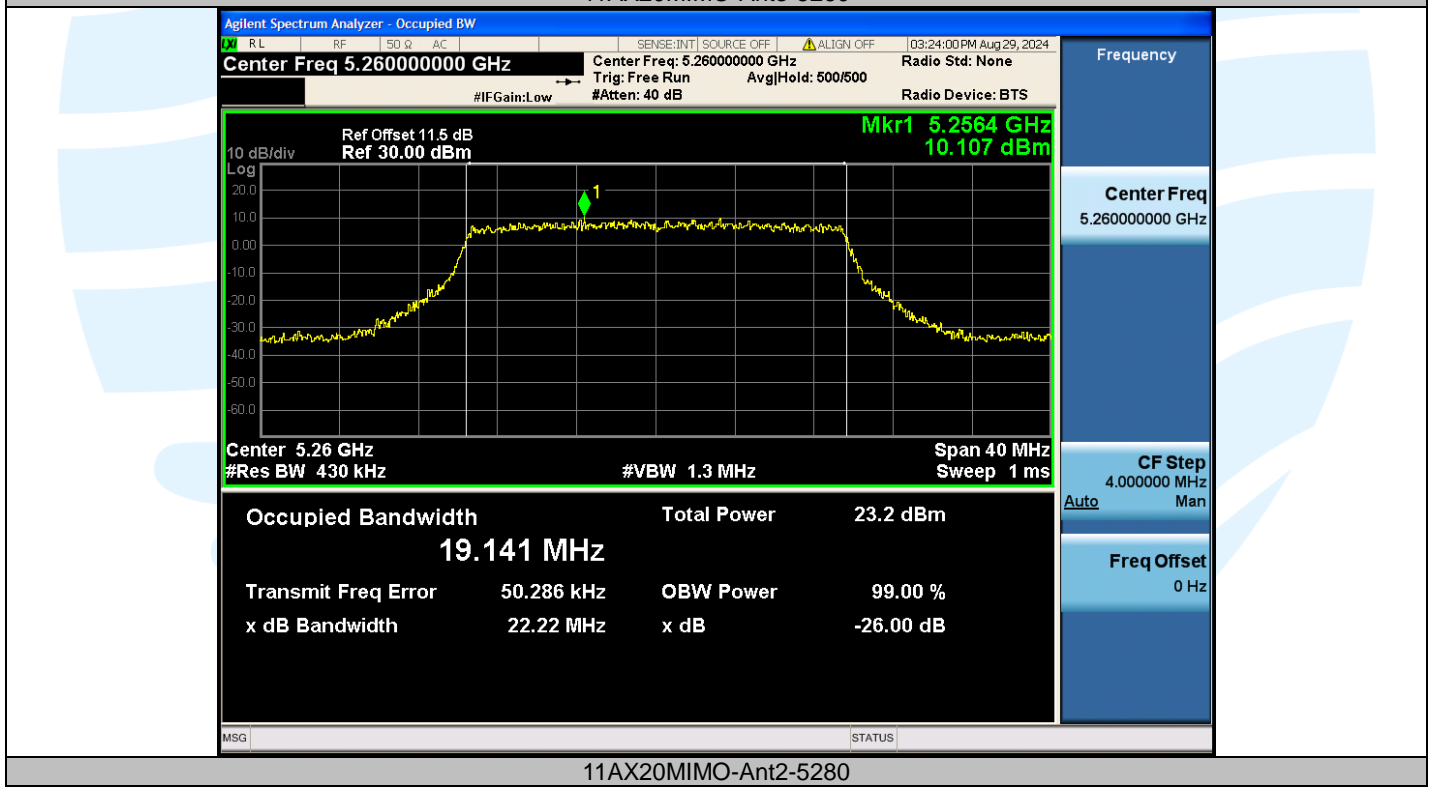 11AX20MIMO-Ant3-5260
Agilent Spectrum Analyzer - Occupied BW
LXI RL RF 50 Ω AC SENSE:INT SOURCE OFF ALIGN OFF 03:24:00 PM Aug 29, 2024
Center Freq 5.260000000 GHz
Center Freq: 5.260000000 GHz
Radio Std: None
Trig: Free Run Avg|Hold: 500/500
#IFGain:Low #Atten: 40 dB Radio Device: BTS
Frequency
Ref Offset 11.5 dB
10 dB/div Ref 30.00 dBm
Mkr1 5.2564 GHz
10.107 dBm
Log
20.0
10.0
0.00
-10.0
-20.0
-30.0
-40.0
-50.0
-60.0
1
Center 5.26 GHz Span 40 MHz
#Res BW 430 kHz #VBW 1.3 MHz Sweep 1 ms
Center Freq
5.260000000 GHz
CF Step
4.000000 MHz
Auto Man
Freq Offset
0 Hz
Occupied Bandwidth Total Power 23.2 dBm
19.141 MHz
Transmit Freq Error 50.286 kHz OBW Power 99.00 %
x dB Bandwidth 22.22 MHz x dB -26.00 dB
MSG STATUS
11AX20MIMO-Ant2-5280